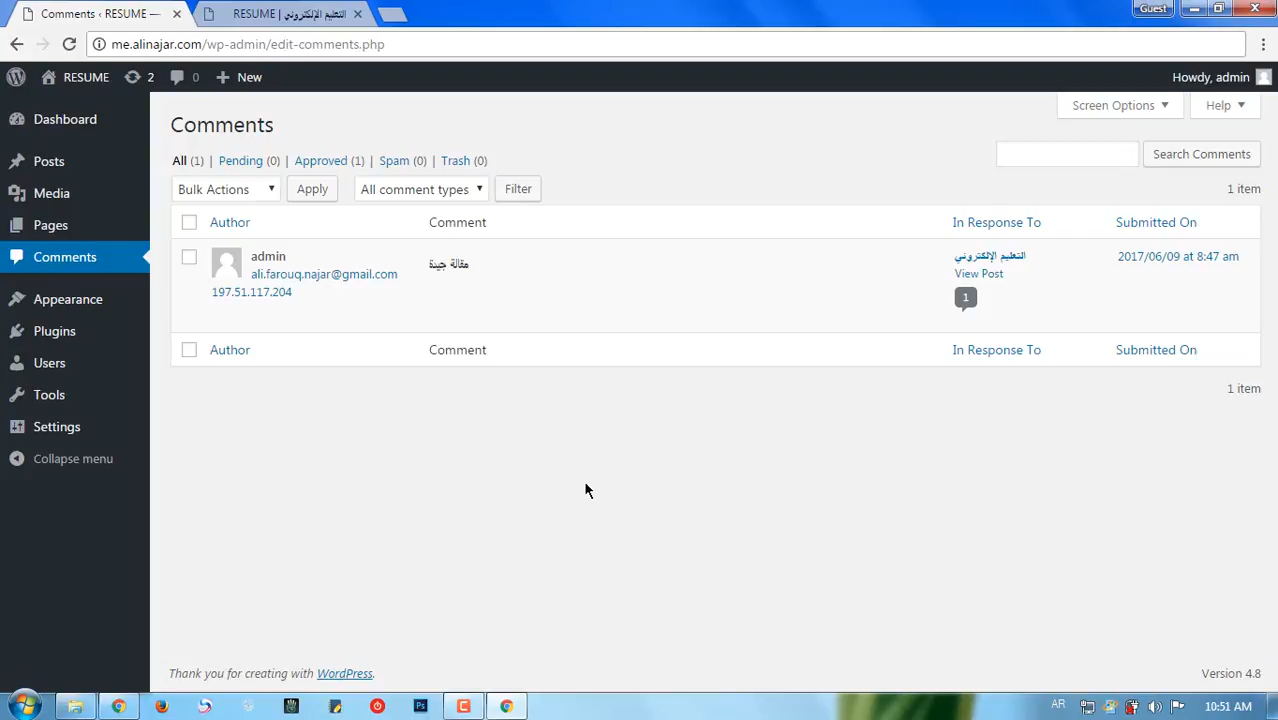 Comments ‹ RESUME —
RESUME | التعليم الإلكتروني
Guest
me.alinajar.com/wp-admin/edit-comments.php
RESUME 2 0 New Howdy, admin
Screen Options Help
Comments
All (1) | Pending (0) | Approved (1) | Spam (0) | Trash (0)
Search Comments
Bulk Actions Apply All comment types Filter 1 item
Author Comment In Response To Submitted On
admin
ali.farouq.najar@gmail.com
197.51.117.204
مقالة جيدة
التعليم الإلكتروني
View Post
1
2017/06/09 at 8:47 am
Author Comment In Response To Submitted On
1 item
Dashboard
Posts
Media
Pages
Comments
Appearance
Plugins
Users
Tools
Settings
Collapse menu
Thank you for creating with WordPress. Version 4.8
Ps AR 10:51 AM